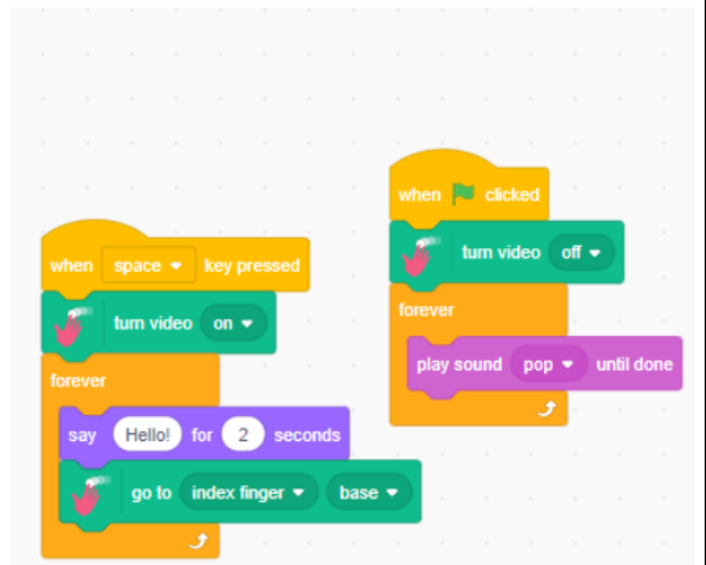 when space key pressed
turn video on
forever
say Hello! for 2 seconds
go to index finger base
when clicked
turn video off
forever
play sound pop until done